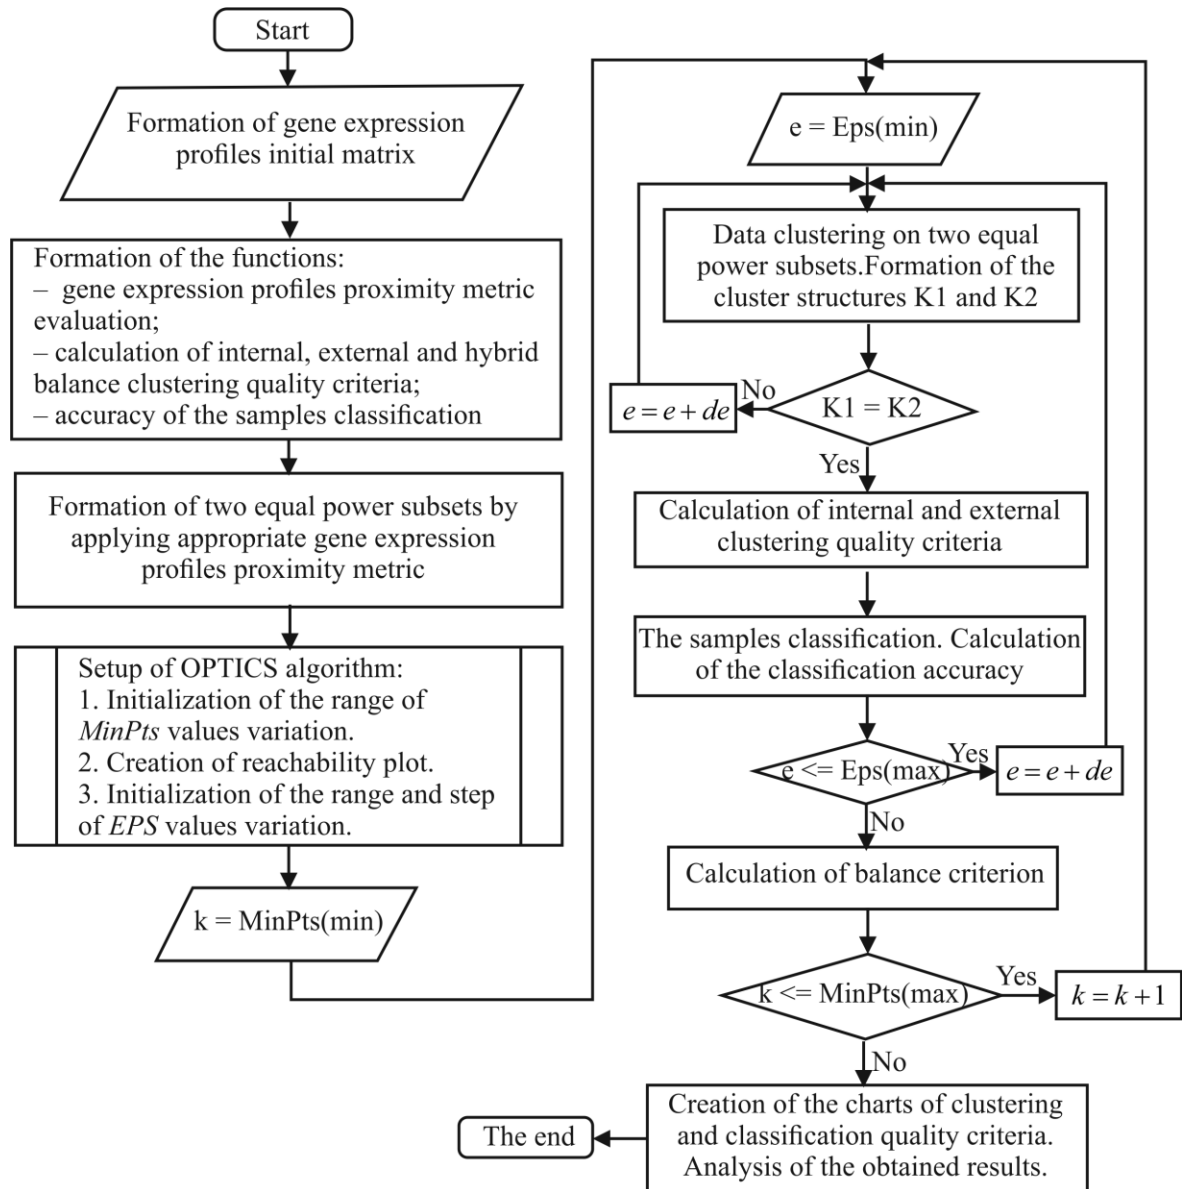 Start
Formation of gene expression
profiles initial matrix
Formation of the functions:
– gene expression profiles proximity metric
evaluation;
– calculation of internal, external and hybrid
balance clustering quality criteria;
– accuracy of the samples classification
Formation of two equal power subsets by
applying appropriate gene expression
profiles proximity metric
Setup of OPTICS algorithm:
1. Initialization of the range of
MinPts values variation.
2. Creation of reachability plot.
3. Initialization of the range and step
of EPS values variation.
k = MinPts(min)
e = Eps(min)
Data clustering on two equal
power subsets.Formation of the
cluster structures K1 and K2
K1 = K2
No
e = e + de
Yes
Calculation of internal and external
clustering quality criteria
The samples classification. Calculation
of the classification accuracy
e <= Eps(max)
Yes
e = e + de
No
Calculation of balance criterion
k <= MinPts(max)
Yes
k = k + 1
No
Creation of the charts of clustering
and classification quality criteria.
Analysis of the obtained results.
The end